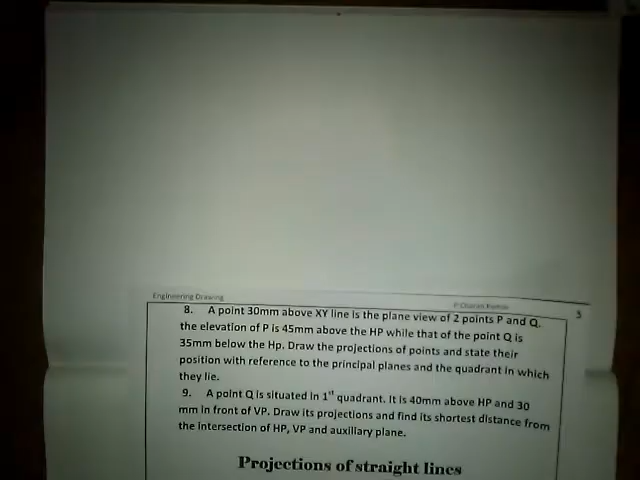 Engineering Drawing
5
8. A point 30mm above XY line is the plane view of 2 points P and Q.
the elevation of P is 45mm above the HP while that of the point Q is
35mm below the Hp. Draw the projections of points and state their
position with reference to the principal planes and the quadrant in which
they lie.
9. A point Q is situated in 1st quadrant. It is 40mm above HP and 30
mm in front of VP. Draw its projections and find its shortest distance from
the intersection of HP, VP and auxiliary plane.
Projections of straight lines